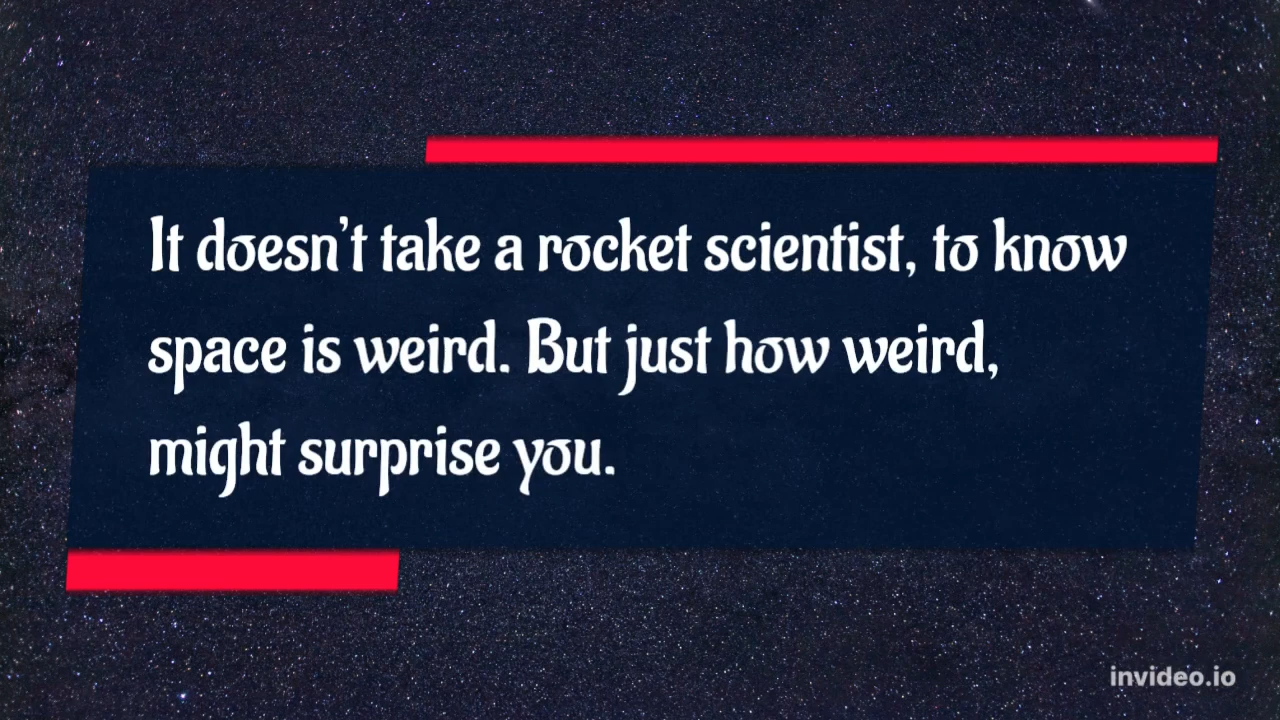 It doesn't take a rocket scientist, to know
space is weird. But just how weird,
might surprise you.
invideo.io